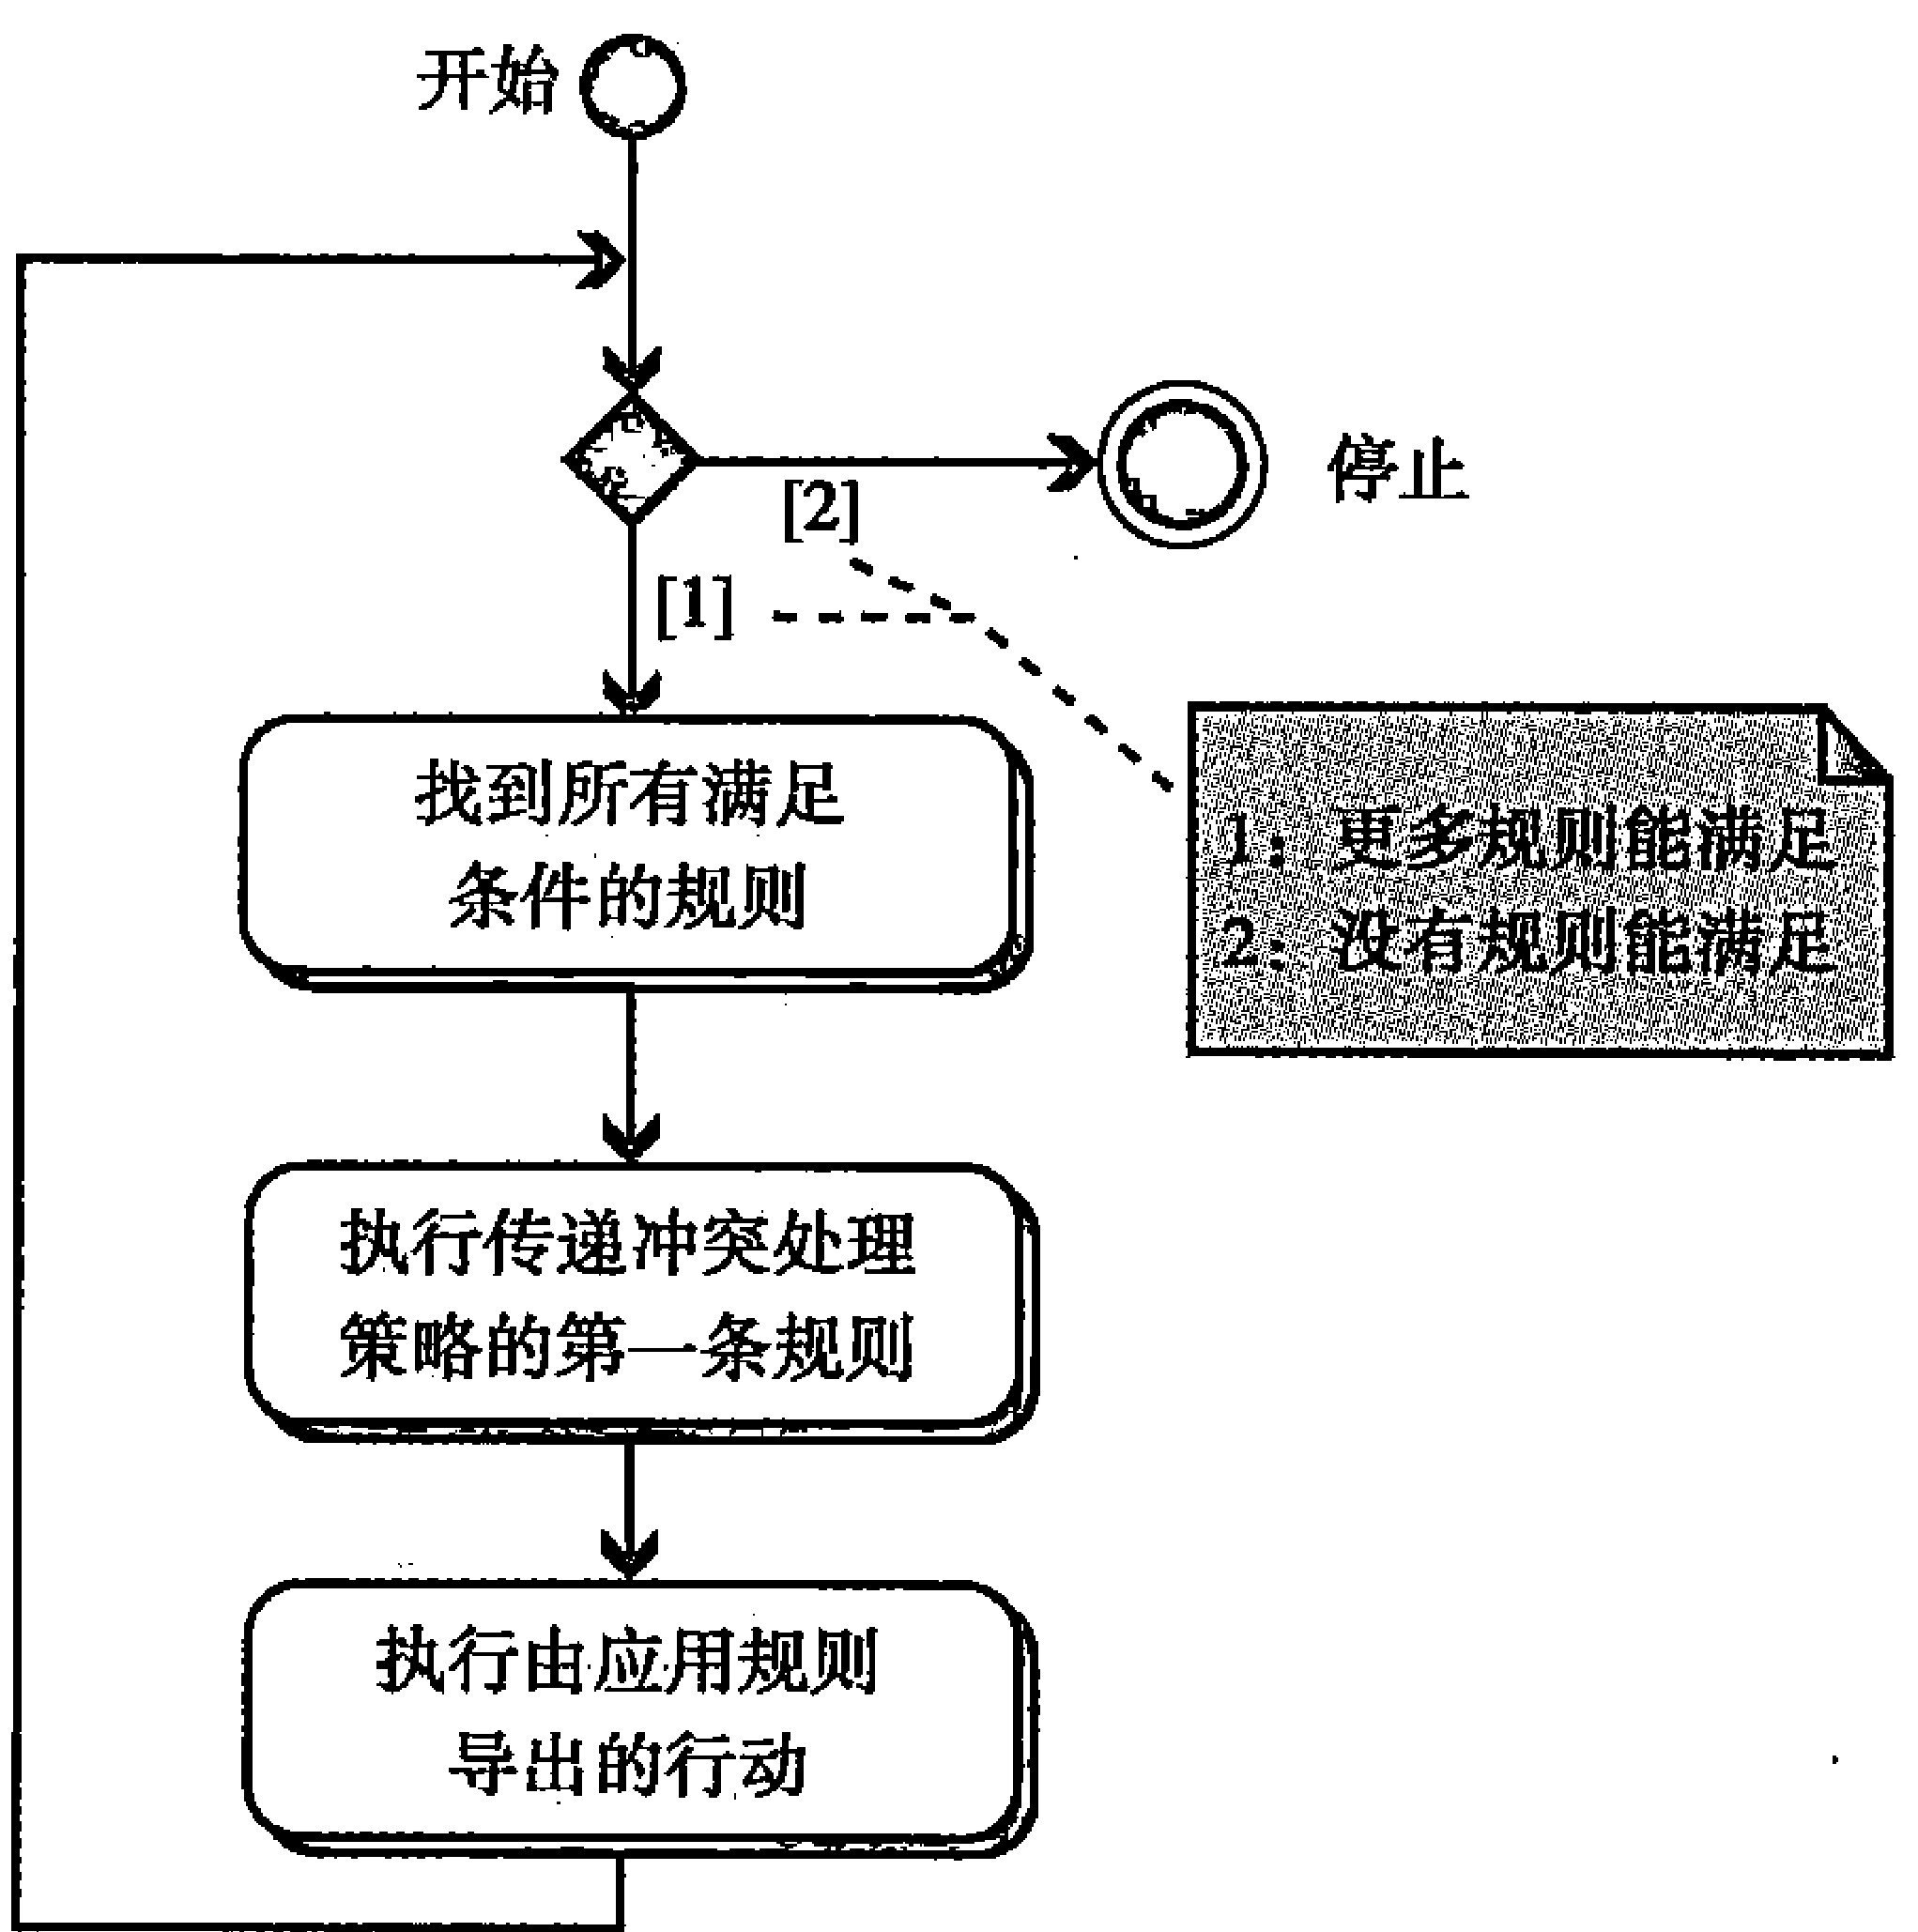 开始
停止
[2]
[1]
找到所有满足
条件的规则
1：更多规则能满足
2：没有规则能满足
执行传递冲突处理
策略的第一条规则
执行由应用规则
导出的行动